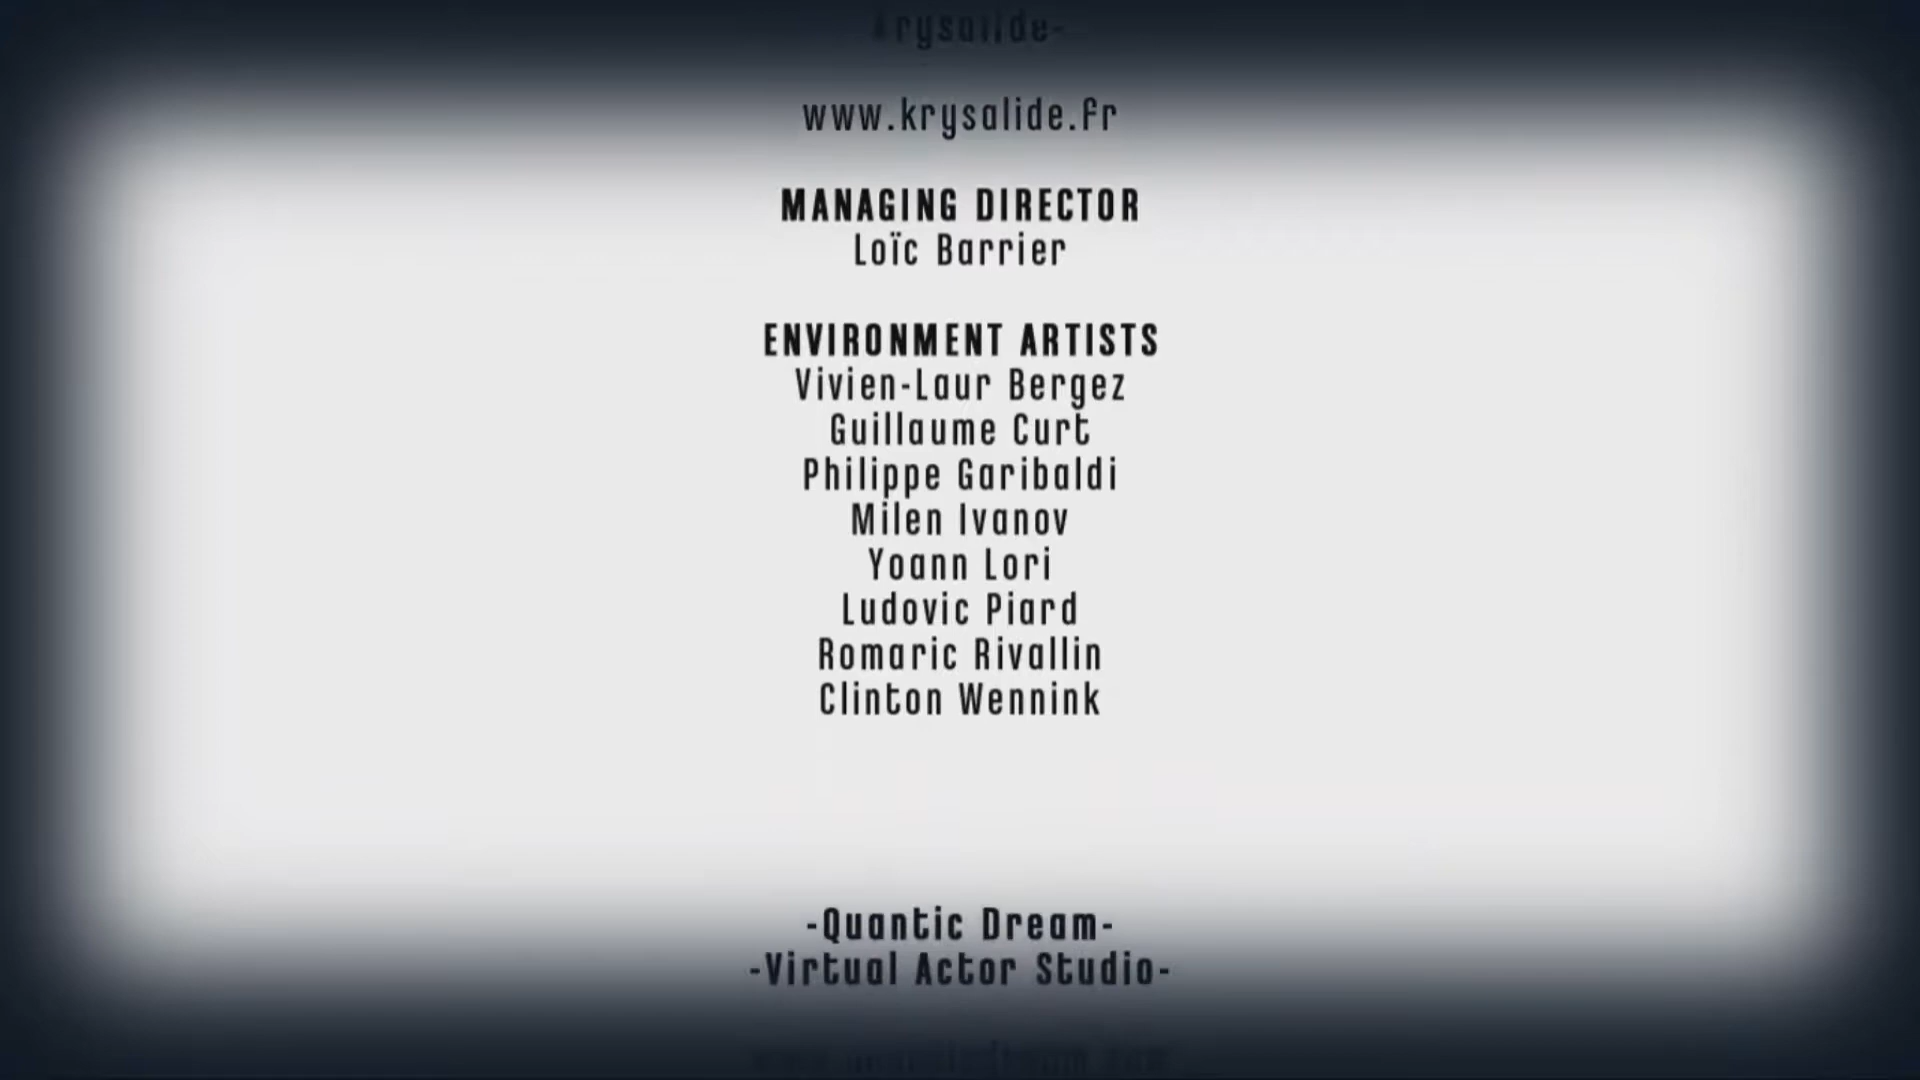 Krysalide-
www.krysalide.fr
MANAGING DIRECTOR
Loïc Barrier
ENVIRONMENT ARTISTS
Vivien-Laur Bergez
Guillaume Curt
Philippe Garibaldi
Milen Ivanov
Yoann Lori
Ludovic Piard
Romaric Rivallin
Clinton Wennink
-Quantic Dream-
-Virtual Actor Studio-